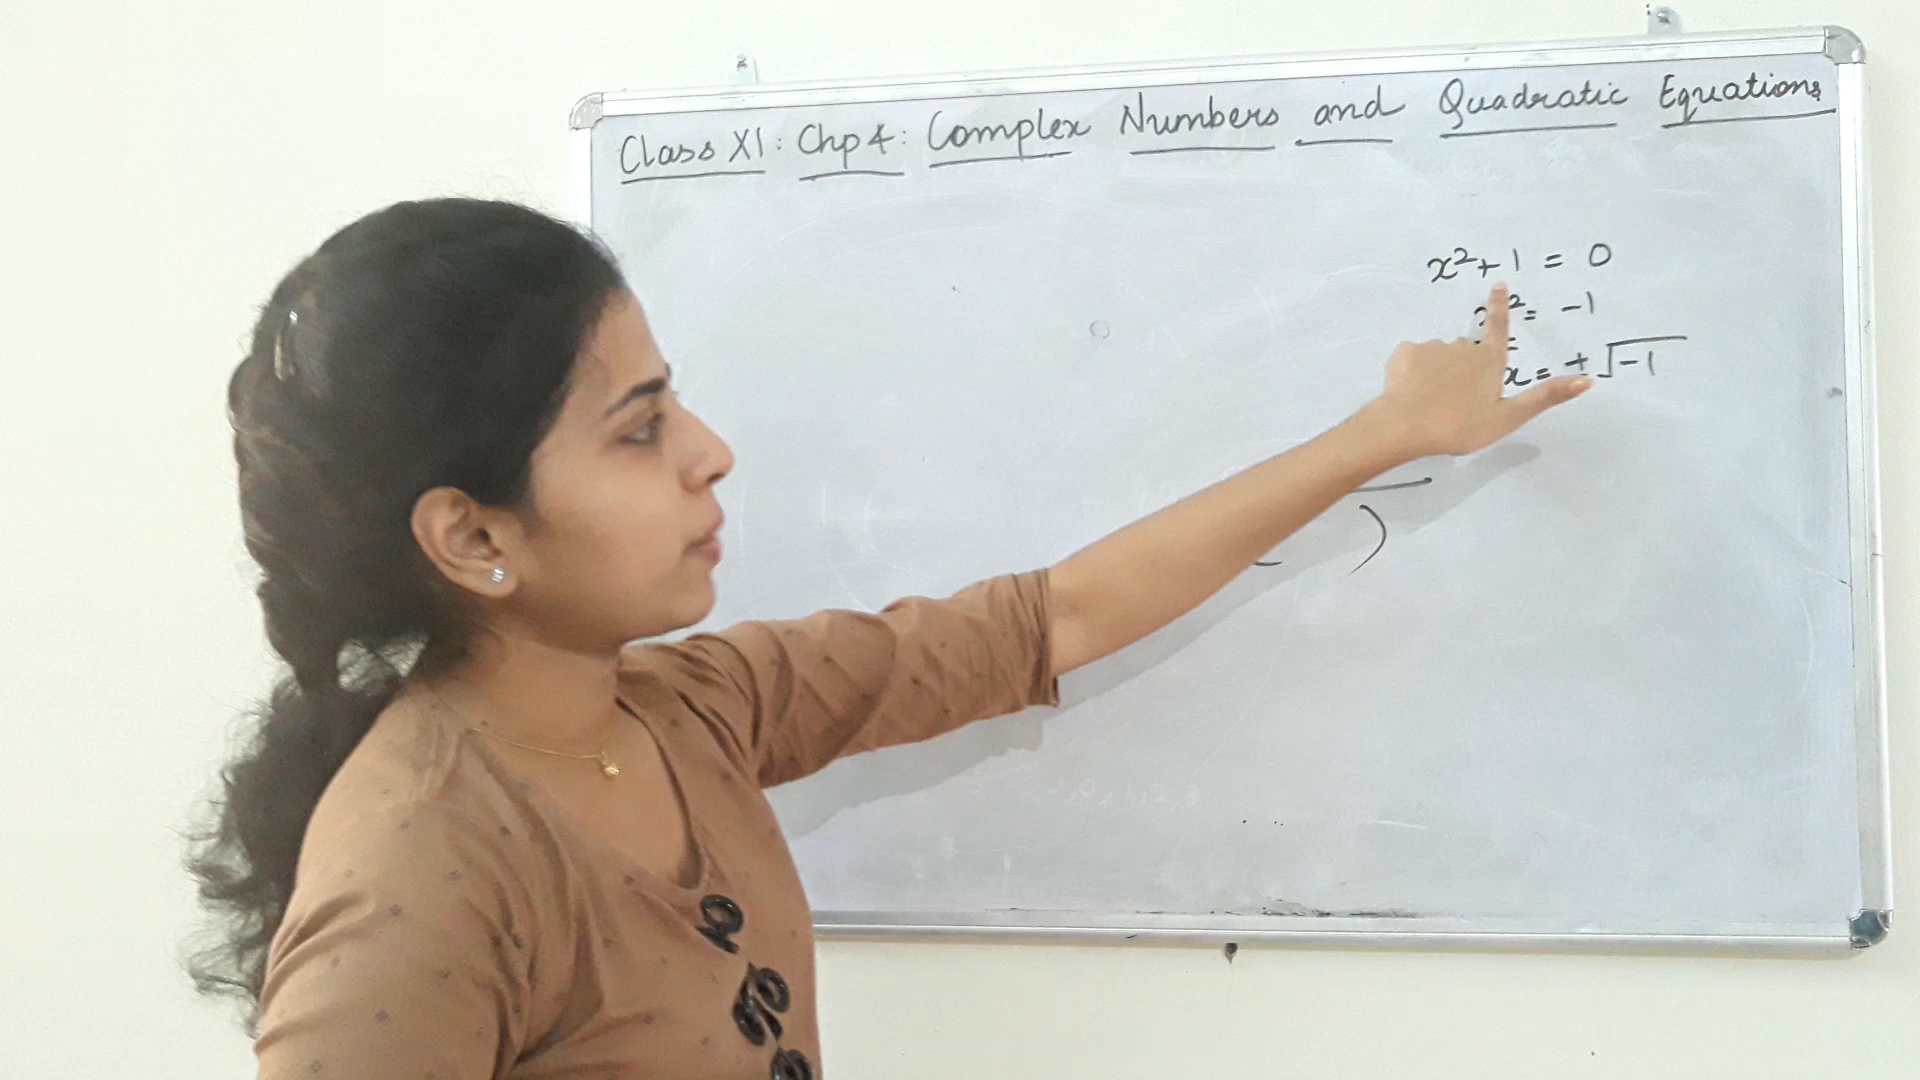 Class XI: Chp 4: Complex Numbers and Quadratic Equations
x²+1 = 0
x² = -1
x = ±√-1
( )